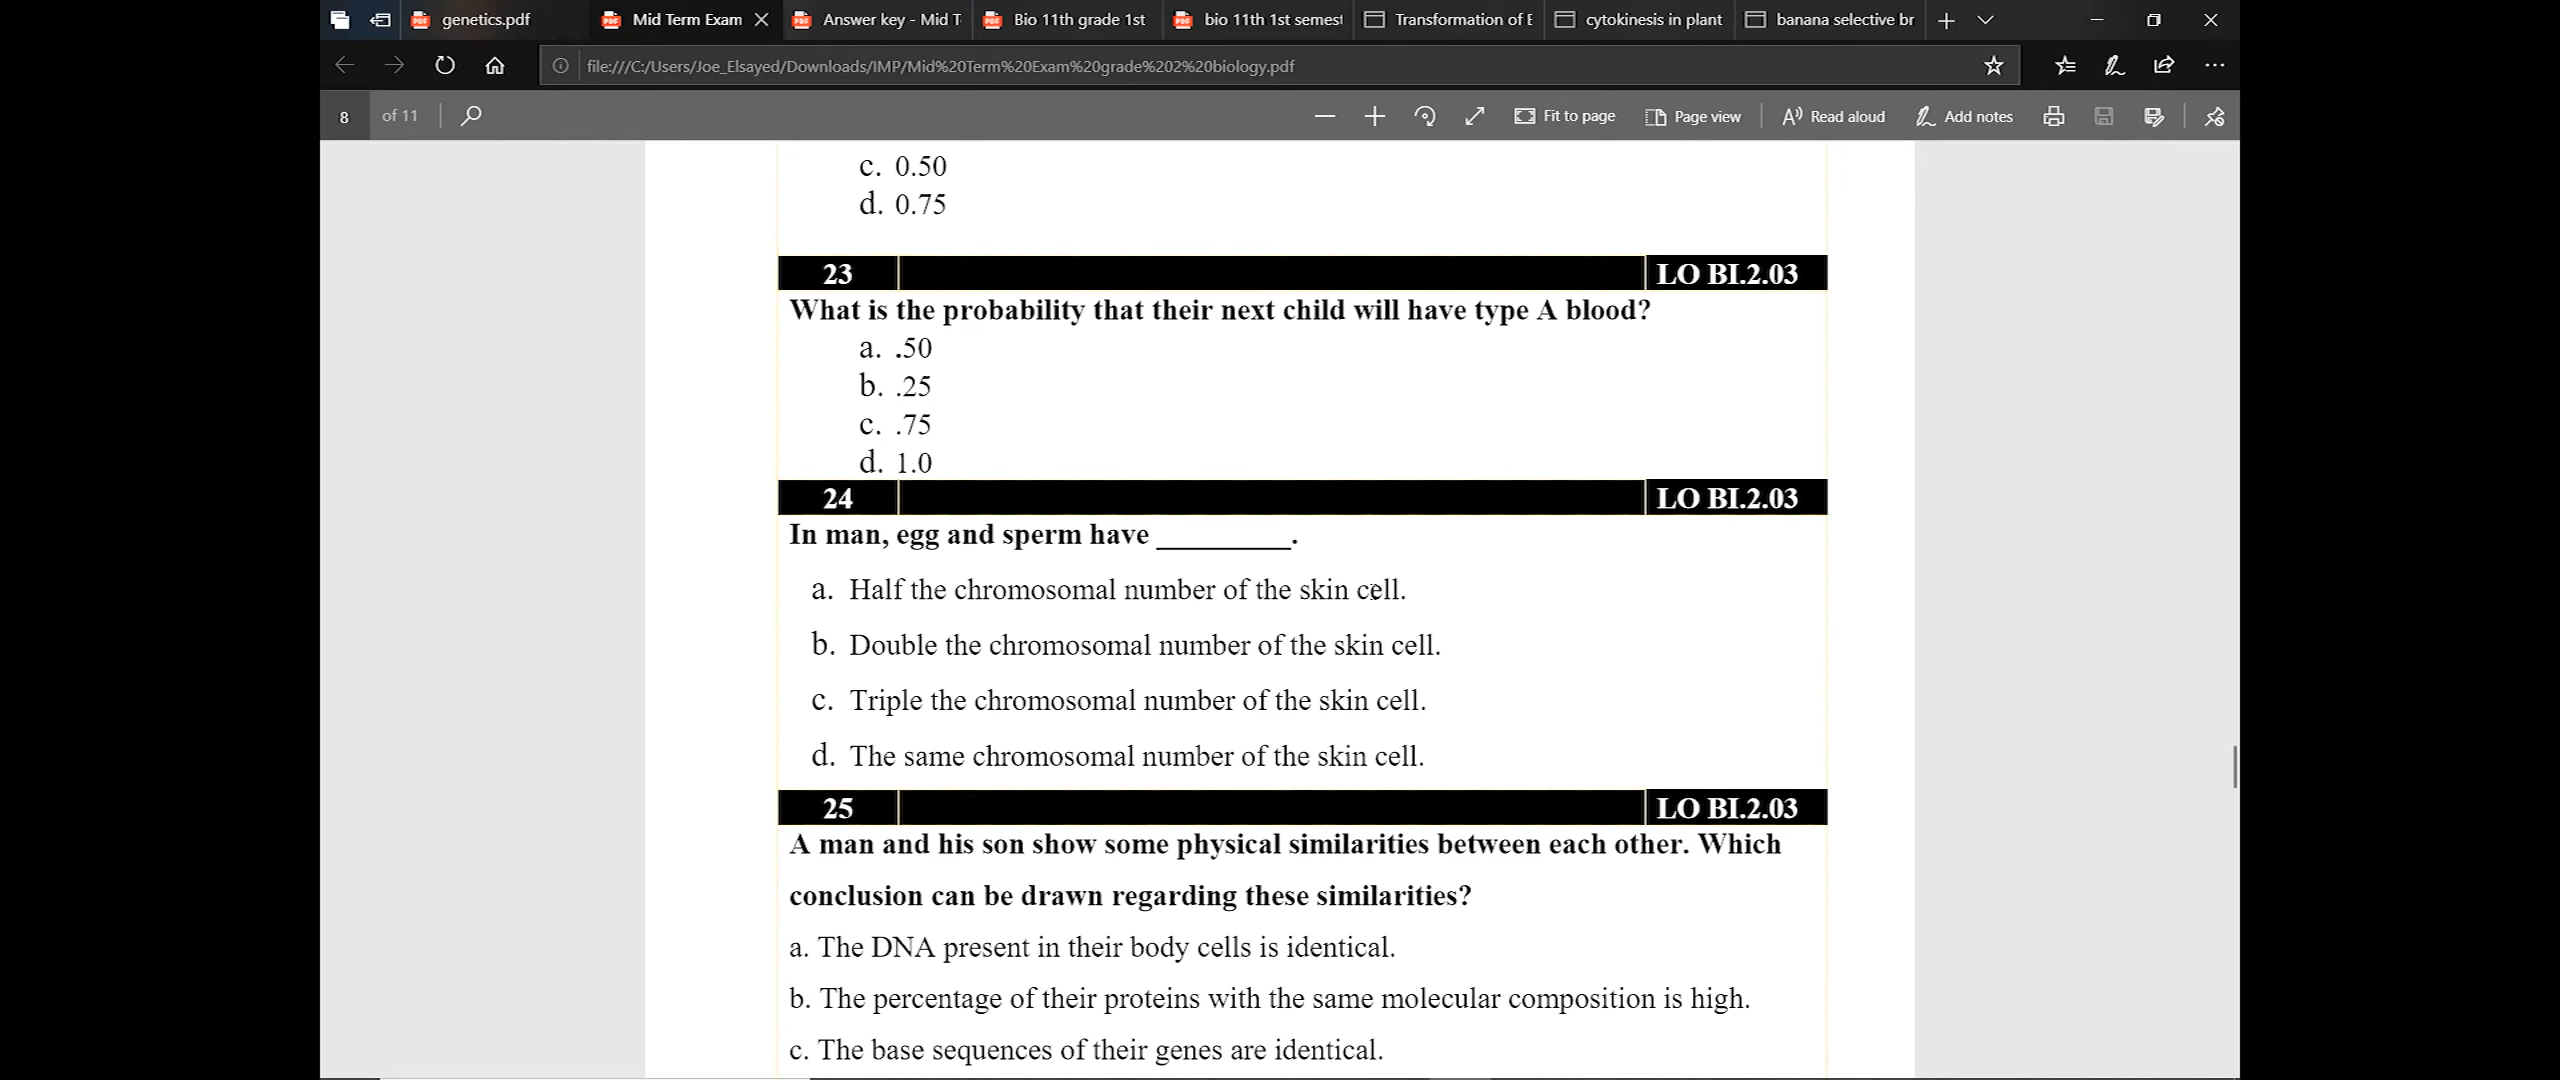 genetics.pdf
Mid Term Exam
Answer key - Mid T
Bio 11th grade 1st
bio 11th 1st semest
Transformation of E
cytokinesis in plant
banana selective br
file:///C:/Users/Joe_Elsayed/Downloads/IMP/Mid%20Term%20Exam%20grade%202%20biology.pdf
8 of 11
Fit to page
Page view
Read aloud
Add notes
c. 0.50
d. 0.75
23 LO BI.2.03
What is the probability that their next child will have type A blood?
a. .50
b. .25
c. .75
d. 1.0
24 LO BI.2.03
In man, egg and sperm have _________.
a. Half the chromosomal number of the skin cell.
b. Double the chromosomal number of the skin cell.
c. Triple the chromosomal number of the skin cell.
d. The same chromosomal number of the skin cell.
25 LO BI.2.03
A man and his son show some physical similarities between each other. Which
conclusion can be drawn regarding these similarities?
a. The DNA present in their body cells is identical.
b. The percentage of their proteins with the same molecular composition is high.
c. The base sequences of their genes are identical.